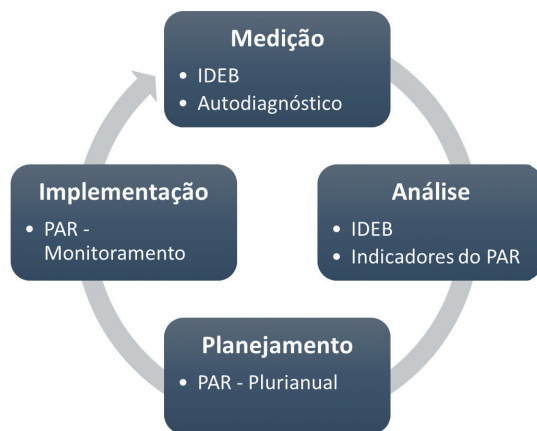 Medição
• IDEB
• Autodiagnóstico
Análise
• IDEB
• Indicadores do PAR
Planejamento
• PAR - Plurianual
Implementação
• PAR -
Monitoramento